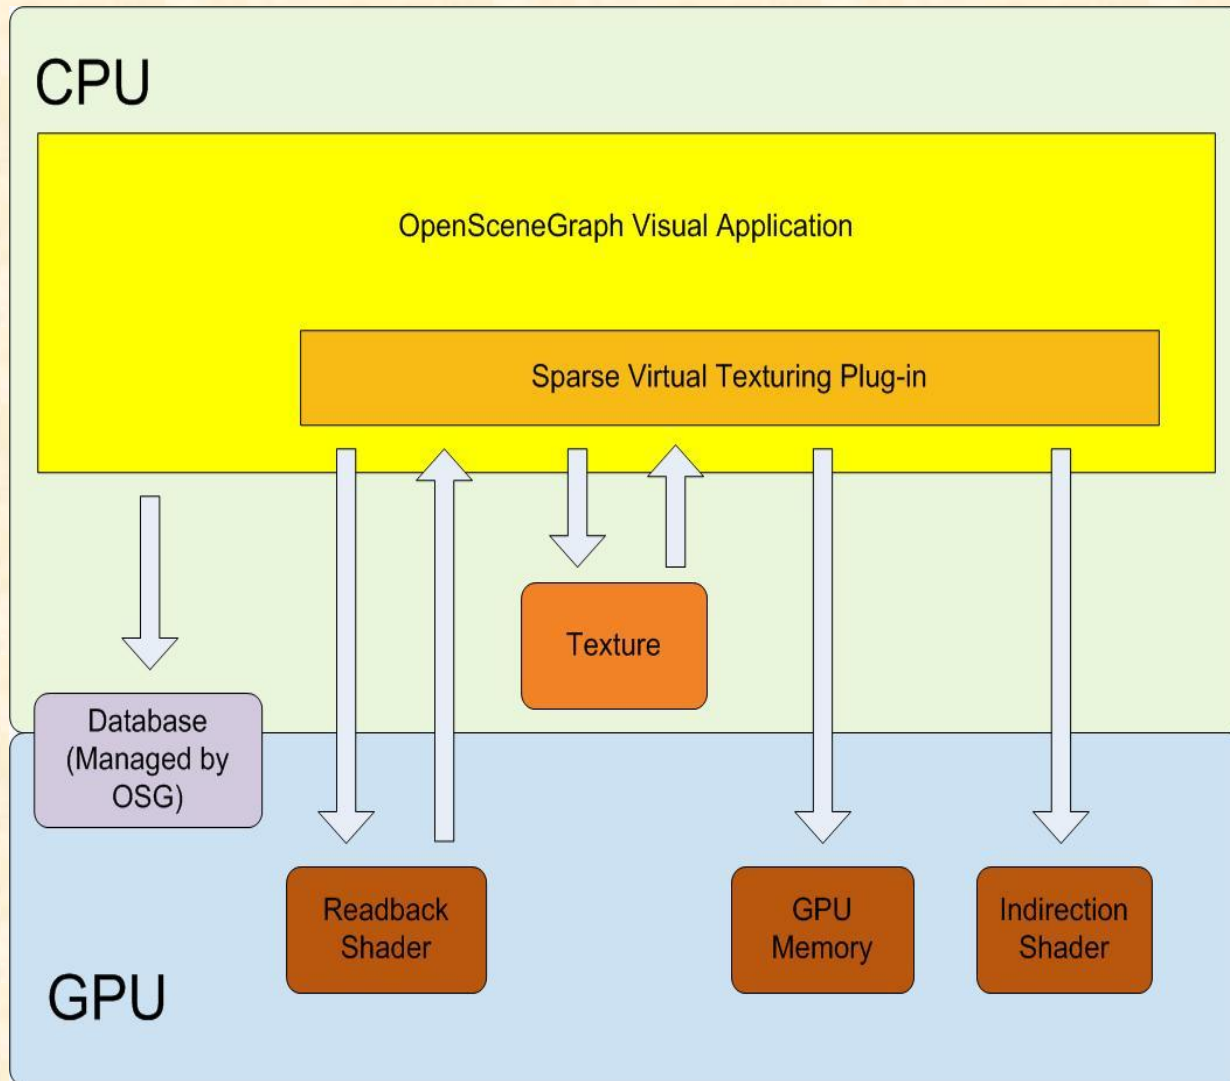 CPU
OpenSceneGraph Visual Application
Sparse Virtual Texturing Plug-in
Texture
Database
(Managed by
OSG)
Readback
Shader
GPU
Memory
Indirection
Shader
GPU